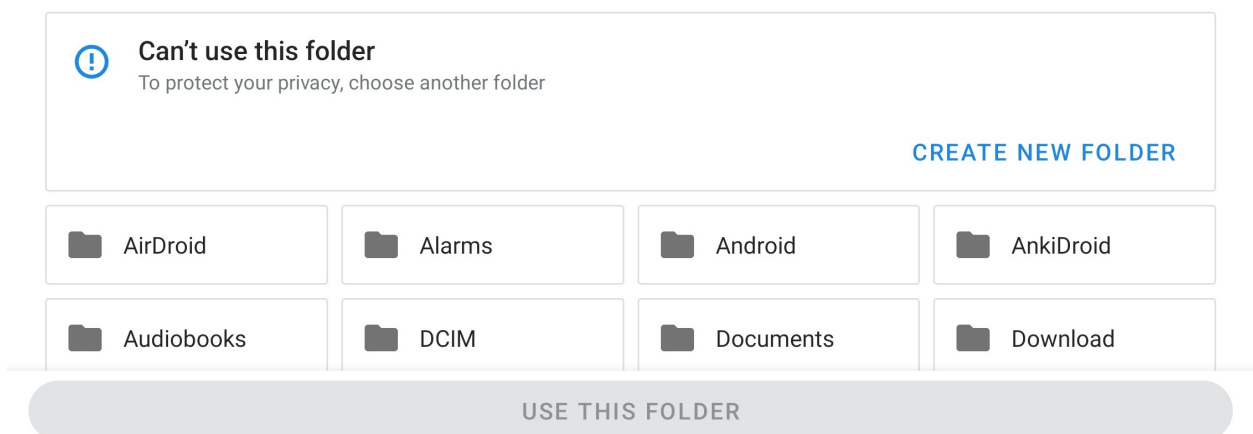 Can’t use this folder
To protect your privacy, choose another folder
CREATE NEW FOLDER
AirDroid Alarms Android AnkiDroid
Audiobooks DCIM Documents Download
USE THIS FOLDER